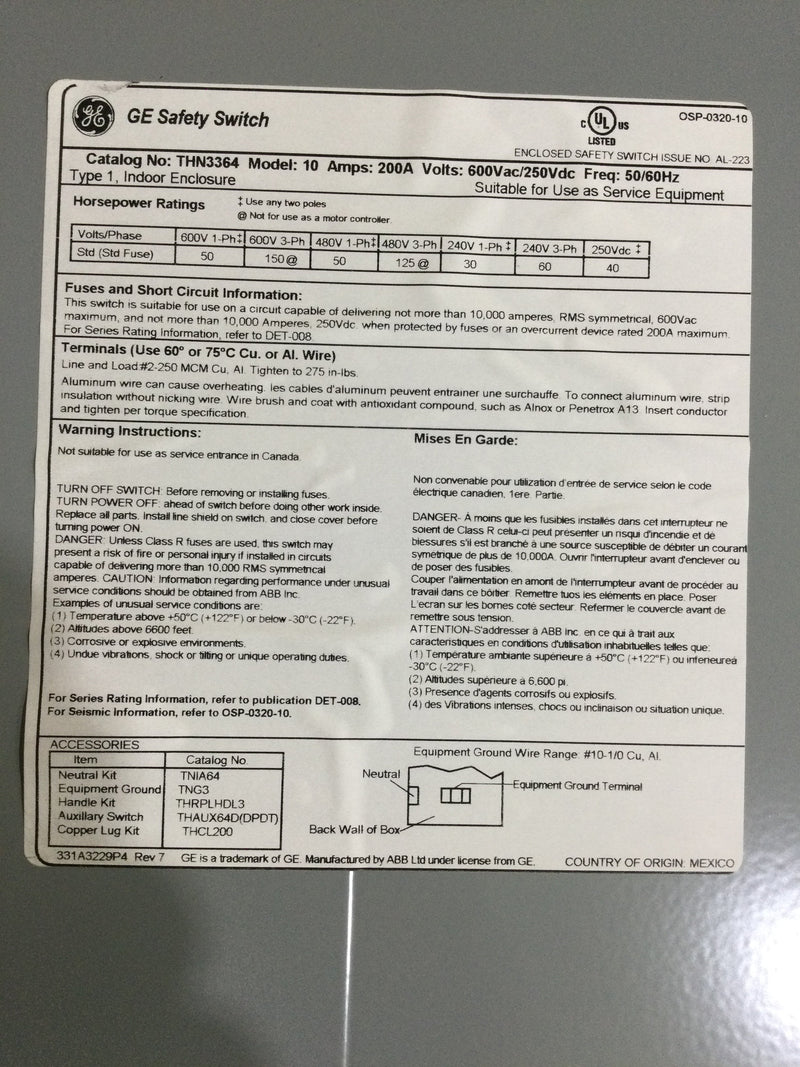 GE
GE Safety Switch
C UL US
LISTED
OSP-0320-10
ENCLOSED SAFETY SWITCH ISSUE NO AL-223
Catalog No: THN3364 Model: 10 Amps: 200A Volts: 600Vac/250Vdc Freq: 50/60Hz
Type 1, Indoor Enclosure
Suitable for Use as Service Equipment
Horsepower Ratings
‡ Use any two poles
@ Not for use as a motor controller
Volts/Phase 600V 1-Ph‡ 600V 3-Ph 480V 1-Ph‡ 480V 3-Ph 240V 1-Ph ‡ 240V 3-Ph 250Vdc ‡
Std (Std Fuse) 50 150@ 50 125@ 30 60 40
Fuses and Short Circuit Information:
This switch is suitable for use on a circuit capable of delivering not more than 10,000 amperes, RMS symmetrical, 600Vac
maximum, and not more than 10,000 Amperes, 250Vdc when protected by fuses or an overcurrent device rated 200A maximum.
For Series Rating Information, refer to DET-008
Terminals (Use 60° or 75°C Cu. or Al. Wire)
Line and Load:#2-250 MCM Cu, Al. Tighten to 275 in-lbs.
Aluminum wire can cause overheating. les cables d'aluminum peuvent entrainer une surchauffe. To connect aluminum wire, strip
insulation without nicking wire. Wire brush and coat with antioxidant compound, such as Alnox or Penetrox A13. Insert conductor
and tighten per torque specification.
Warning Instructions:
Not suitable for use as service entrance in Canada.
TURN OFF SWITCH: Before removing or installing fuses.
TURN POWER OFF: ahead of switch before doing other work inside.
Replace all parts. Install line shield on switch, and close cover before
turning power ON.
DANGER: Unless Class R fuses are used, this switch may
present a risk of fire or personal injury if installed in circuits
capable of delivering more than 10,000 RMS symmetrical
amperes. CAUTION: Information regarding performance under unusual
service conditions should be obtained from ABB Inc.
Examples of unusual service conditions are:
(1) Temperature above +50°C (+122°F) or below -30°C (-22°F).
(2) Altitudes above 6600 feet.
(3) Corrosive or explosive environments.
(4) Undue vibrations, shock or tilting or unique operating duties.
For Series Rating Information, refer to publication DET-008.
For Seismic Information, refer to OSP-0320-10.
Mises En Garde:
Non convenable pour utilization d'entrée de service selon le code
électrique canadien, 1ere. Partie.
DANGER- À moins que les fusibles installés dans cet interrupteur ne
soient de Class R celui-ci peut présenter un risqui d'incendie et dé
blessures s'il est branché à une source susceptible de débiter un courant
symetrique de plus de 10,000A. Ouvrir l'interrupteur avant d'enclever ou
de poser des fusibles.
Couper l'alimentation en amont de l'interrumpteur avant de procéder au
travail dans ce böitier. Remettre tuos les eléments en place. Poser
L'ecran sur les bornes coté secteur. Refermer le couvercle avant de
remettre sous tension.
ATTENTION-S'addresser à ABB Inc. en ce qui à trait aux
caracteristiques en conditions d'utilisation inhabituelles telles que:
(1) Température ambiante supérieure à +50°C (+122°F) ou infeneureá
-30°C (-22°F).
(2) Altitudes supérieure à 6,600 pi.
(3) Presence d'agents corrosifs ou explosifs.
(4) des Vibrations intenses, chocs ou inclinaison ou situation unique.
ACCESSORIES
Item Catalog No
Neutral Kit TNIA64
Equipment Ground TNG3
Handle Kit THRPLHDL3
Auxillary Switch THAUX64D(DPDT)
Copper Lug Kit THCL200
Equipment Ground Wire Range: #10-1/0 Cu, Al.
Neutral
Equipment Ground Terminal
Back Wall of Box
331A3229P4 Rev 7 GE is a trademark of GE. Manufactured by ABB Ltd under license from GE. COUNTRY OF ORIGIN: MEXICO